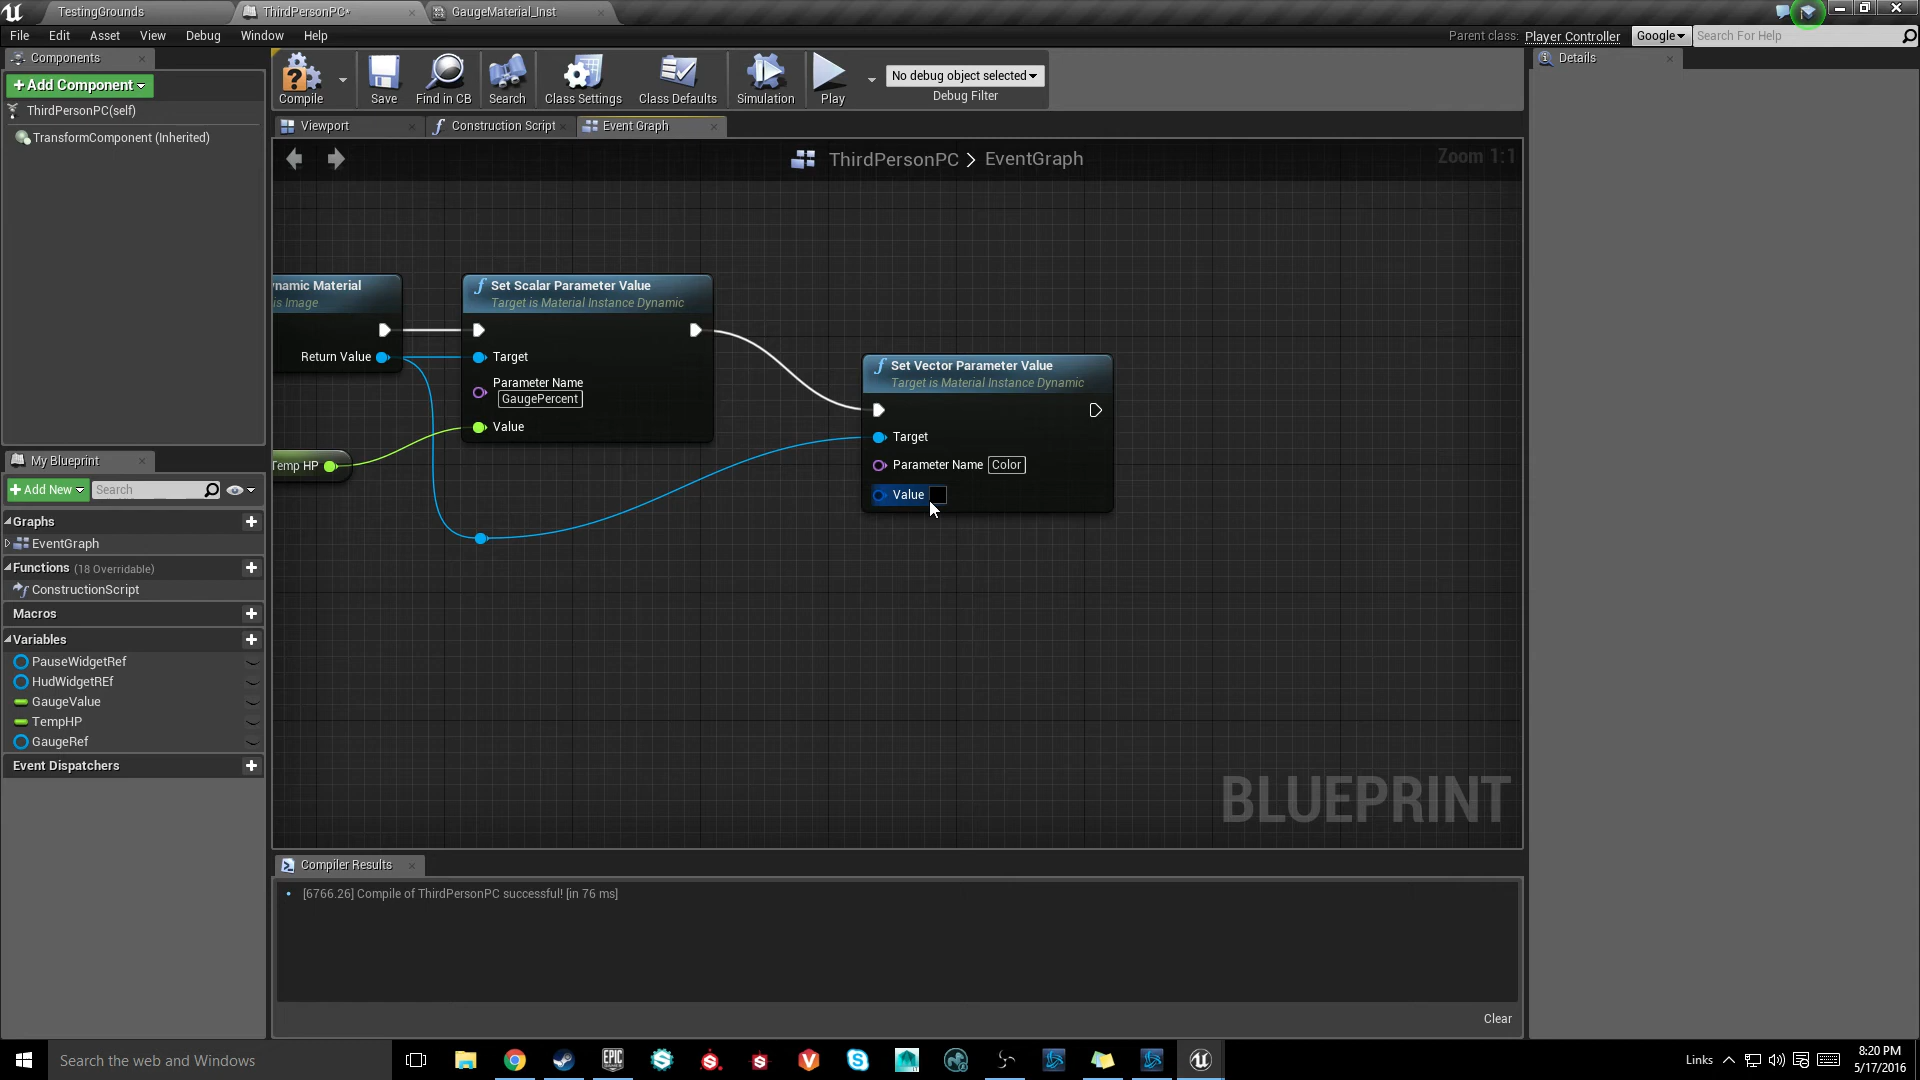 TestingGrounds
ThirdPersonPC*
GaugeMaterial_Inst
File Edit Asset View Debug Window Help
Parent class: Player Controller
Google
Search For Help
Components
Details
Add Component
ThirdPersonPC(self)
TransformComponent (Inherited)
Compile Save Find in CB Search Class Settings Class Defaults Simulation Play
No debug object selected
Debug Filter
Viewport
Construction Script
Event Graph
ThirdPersonPC > EventGraph
Zoom 1:1
ynamic Material
is Image
Return Value
Temp HP
Set Scalar Parameter Value
Target is Material Instance Dynamic
Target
Parameter Name
GaugePercent
Value
Set Vector Parameter Value
Target is Material Instance Dynamic
Target
Parameter Name Color
Value
BLUEPRINT
My Blueprint
Add New
Search
Graphs
EventGraph
Functions (18 Overridable)
ConstructionScript
Macros
Variables
PauseWidgetRef
HudWidgetREf
GaugeValue
TempHP
GaugeRef
Event Dispatchers
Compiler Results
[6766.26] Compile of ThirdPersonPC successful! [in 76 ms]
Clear
Search the web and Windows
EPIC
Links
8:20 PM
5/17/2016